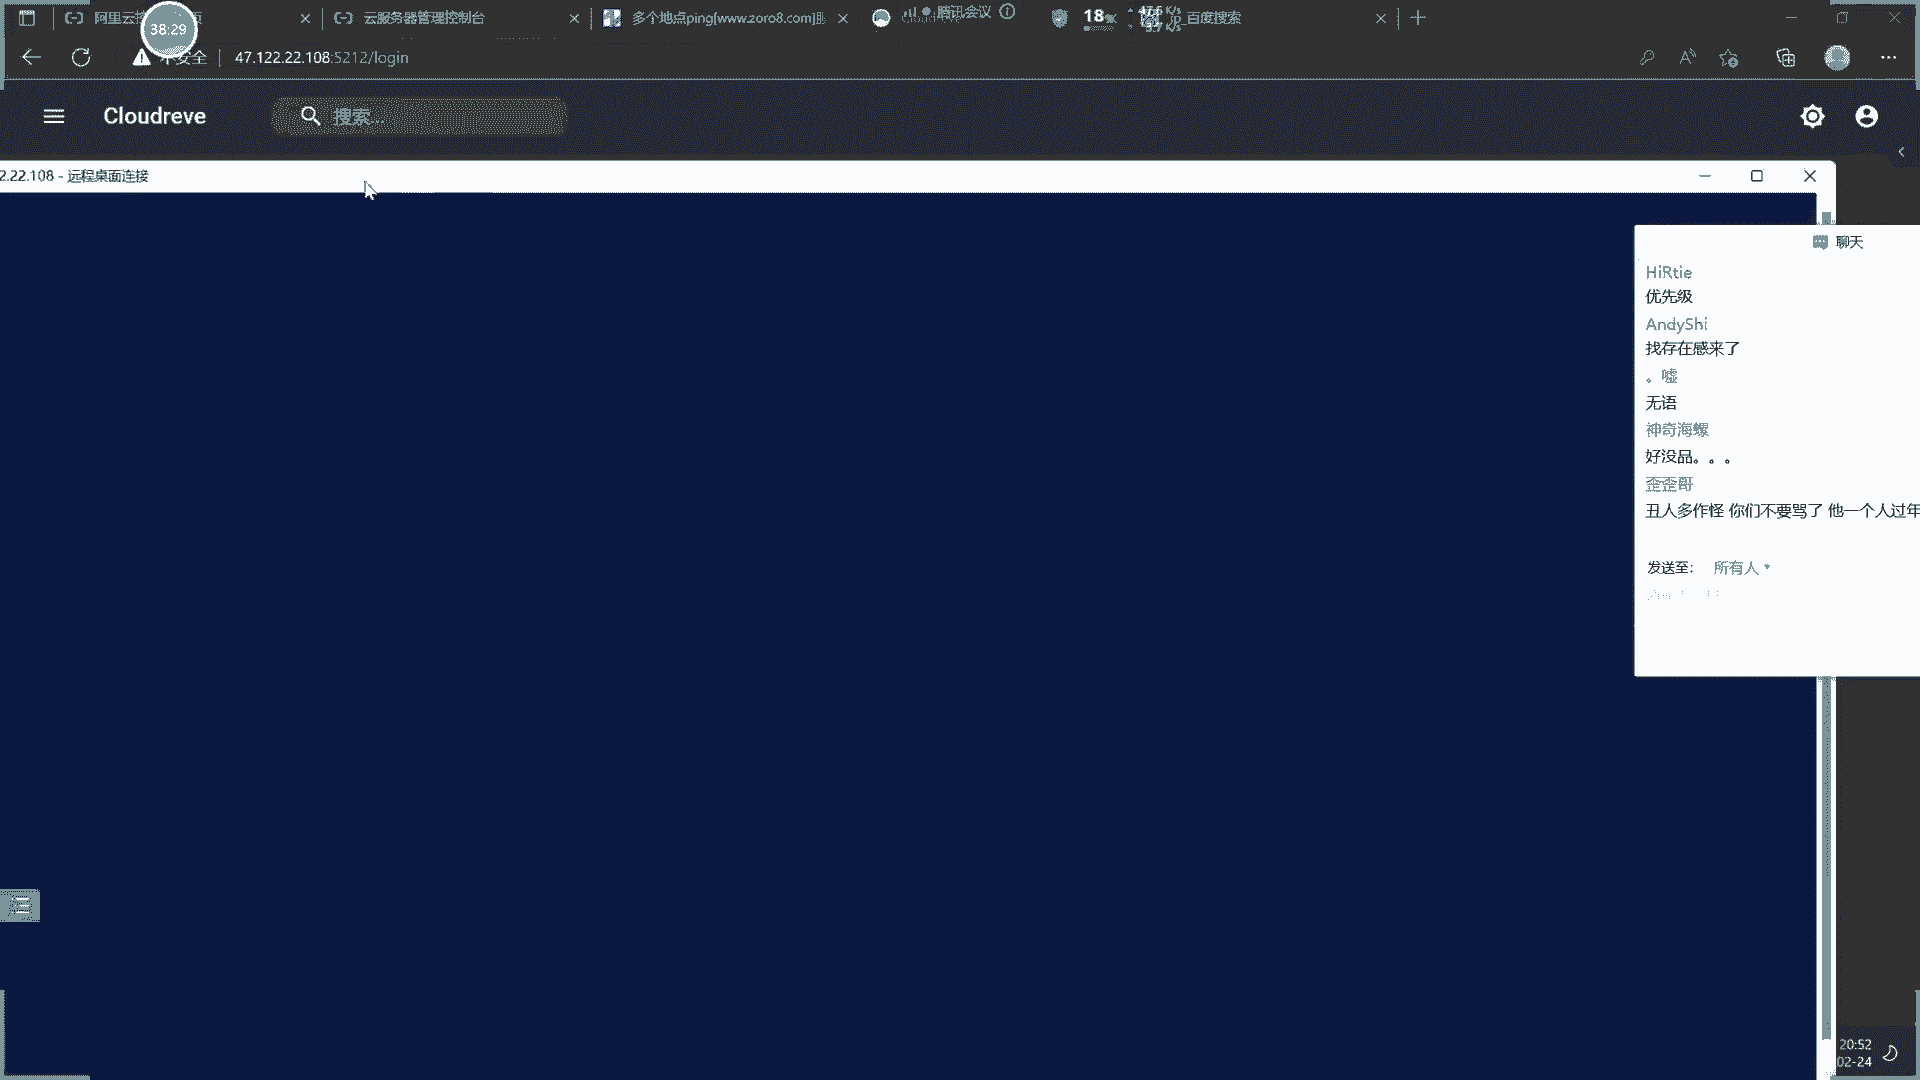 38:29
云服务器管理控制台
多个地点ping[www.zoro8.com]服
腾讯会议
18
_百度搜索
不安全
47.122.22.108:5212/login
Cloudreve
搜索...
2.22.108 - 远程桌面连接
聊天
HiRtie
优先级
AndyShi
找存在感来了
。嘘
无语
神奇海螺
好没品。。。
歪歪哥
丑人多作怪 你们不要骂了 他一个人过年
发送至: 所有人
20:52
02-24